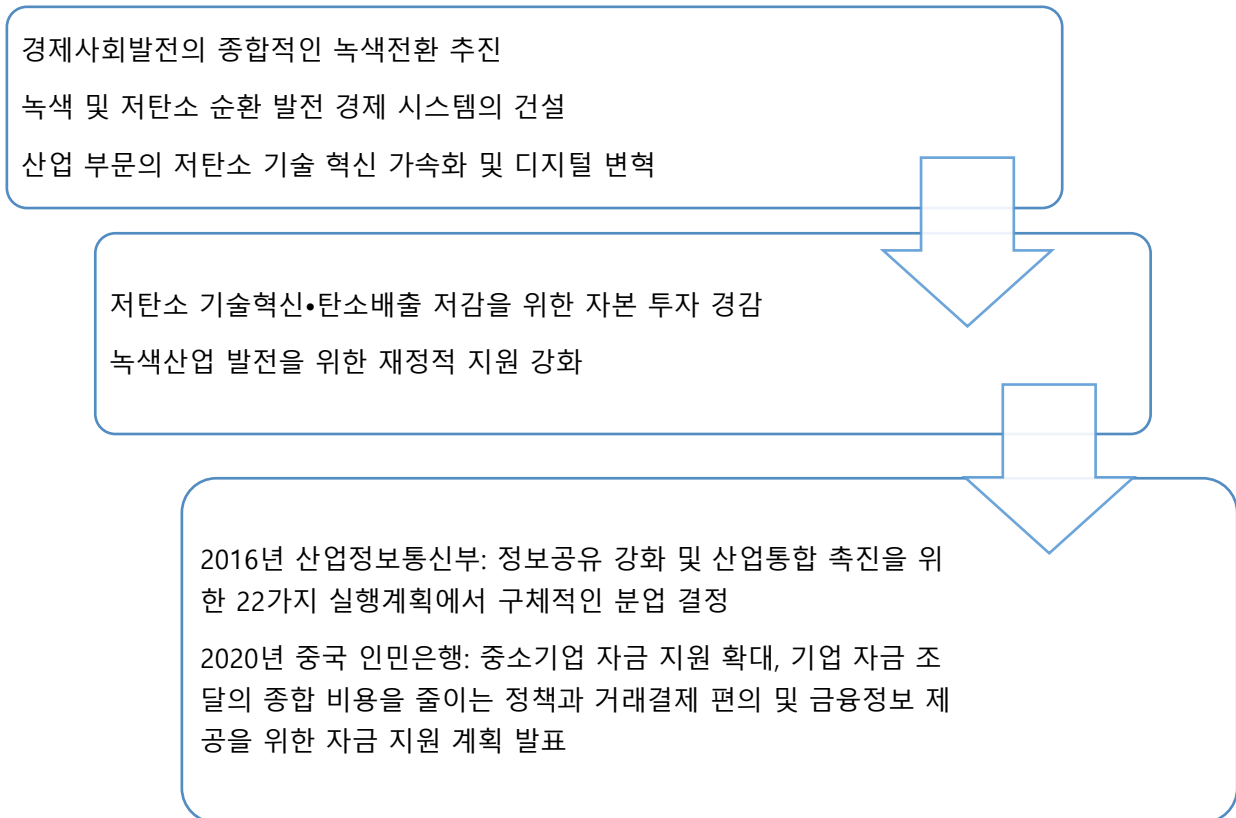 경제사회발전의 종합적인 녹색전환 추진
녹색 및 저탄소 순환 발전 경제 시스템의 건설
산업 부문의 저탄소 기술 혁신 가속화 및 디지털 변혁
저탄소 기술혁신•탄소배출 저감을 위한 자본 투자 경감
녹색산업 발전을 위한 재정적 지원 강화
2016년 산업정보통신부: 정보공유 강화 및 산업통합 촉진을 위
한 22가지 실행계획에서 구체적인 분업 결정
2020년 중국 인민은행: 중소기업 자금 지원 확대, 기업 자금 조
달의 종합 비용을 줄이는 정책과 거래결제 편의 및 금융정보 제
공을 위한 자금 지원 계획 발표